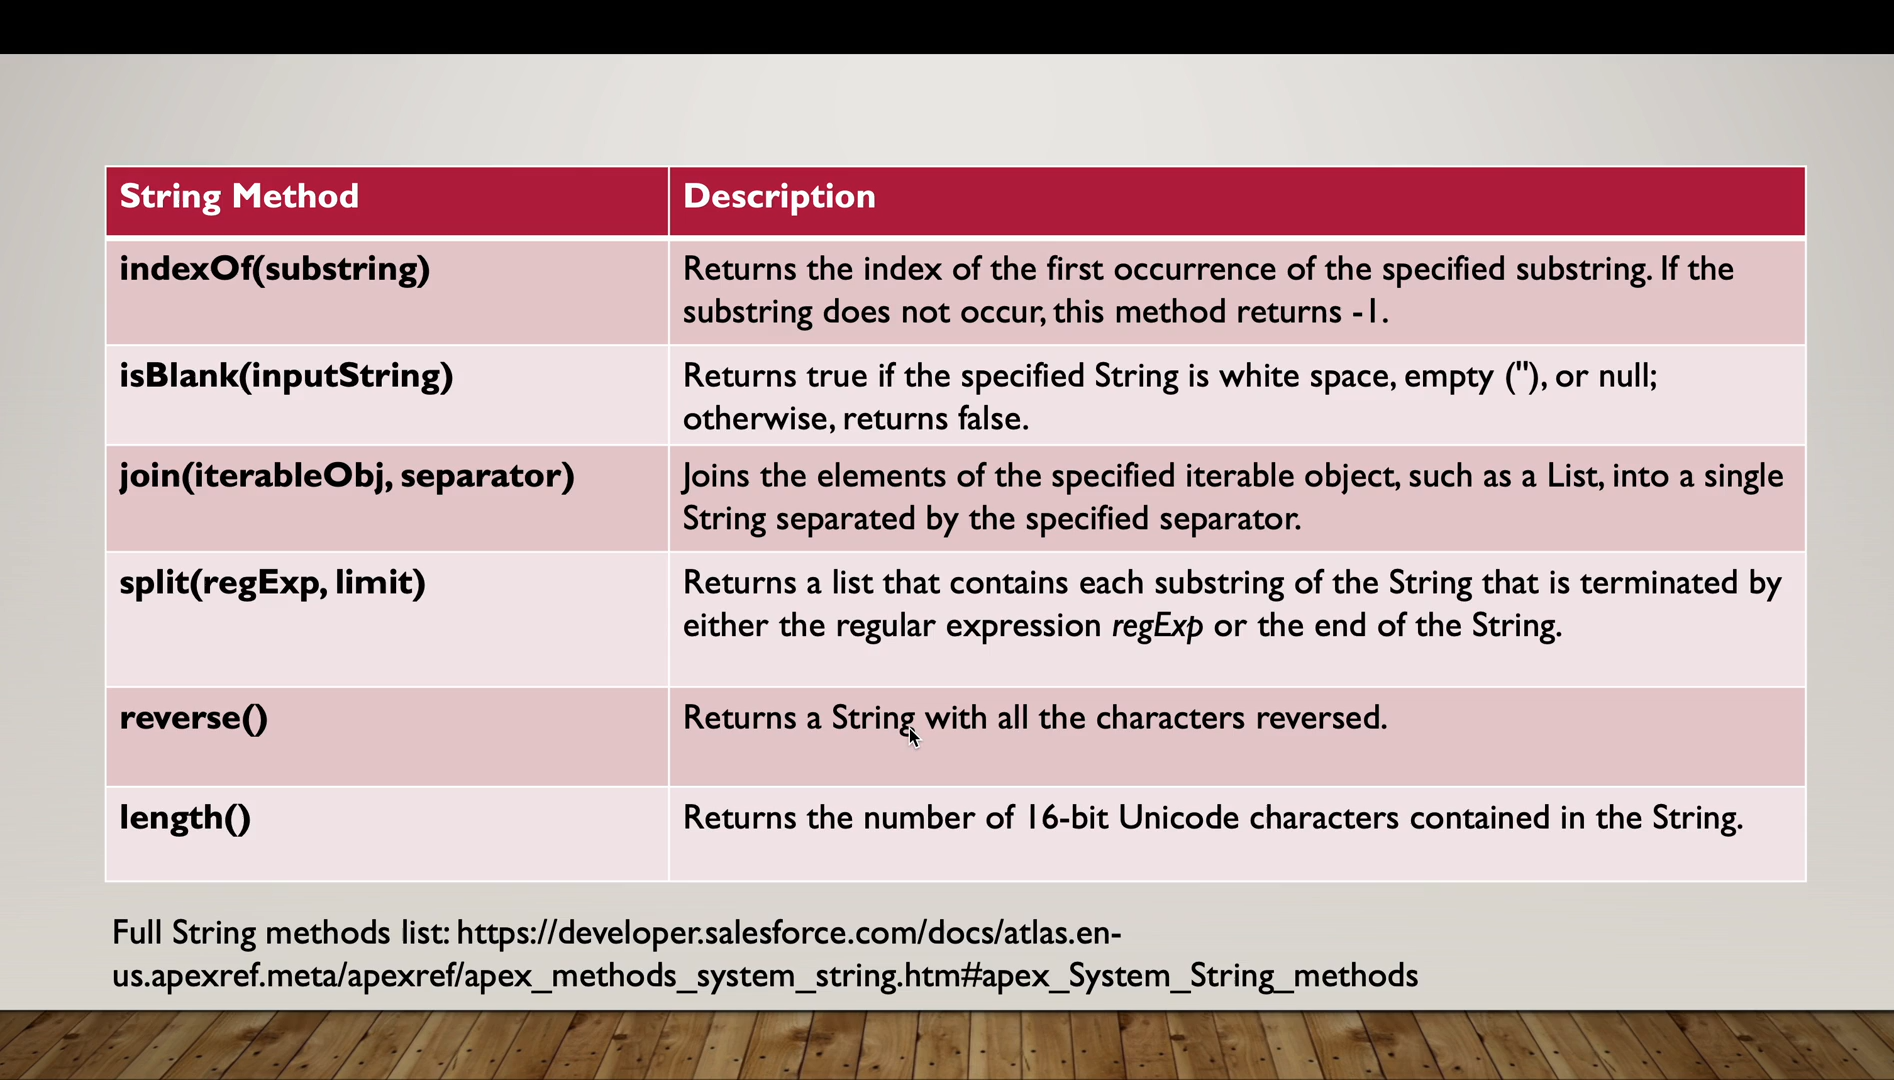 String Method
Description
indexOf(substring)
Returns the index of the first occurrence of the specified substring. If the
substring does not occur, this method returns -1.
isBlank(inputString)
Returns true if the specified String is white space, empty (''), or null;
otherwise, returns false.
join(iterableObj, separator)
Joins the elements of the specified iterable object, such as a List, into a single
String separated by the specified separator.
split(regExp, limit)
Returns a list that contains each substring of the String that is terminated by
either the regular expression regExp or the end of the String.
reverse()
Returns a String with all the characters reversed.
length()
Returns the number of 16-bit Unicode characters contained in the String.
Full String methods list: https://developer.salesforce.com/docs/atlas.en-
us.apexref.meta/apexref/apex_methods_system_string.htm#apex_System_String_methods